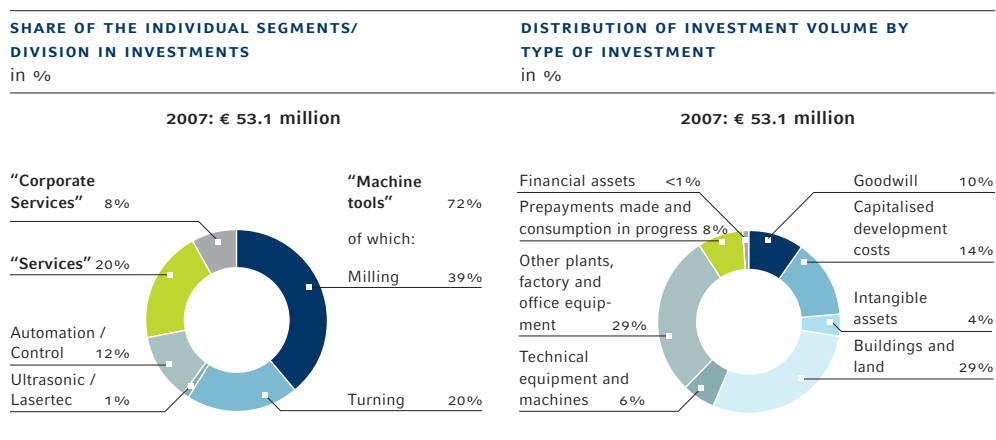 SHARE OF THE INDIVIDUAL SEGMENTS/
DIVISION IN INVESTMENTS
in %
2007: € 53.1 million
“Corporate
Services” 8%
“Services” 20%
Automation /
Control 12%
Ultrasonic /
Lasertec 1%
“Machine
tools” 72%
of which:
Milling 39%
Turning 20%
DISTRIBUTION OF INVESTMENT VOLUME BY
TYPE OF INVESTMENT
in %
2007: € 53.1 million
Financial assets <1%
Prepayments made and
consumption in progress 8%
Other plants,
factory and
office equip-
ment 29%
Technical
equipment and
machines 6%
Goodwill 10%
Capitalised
development
costs 14%
Intangible
assets 4%
Buildings and
land 29%